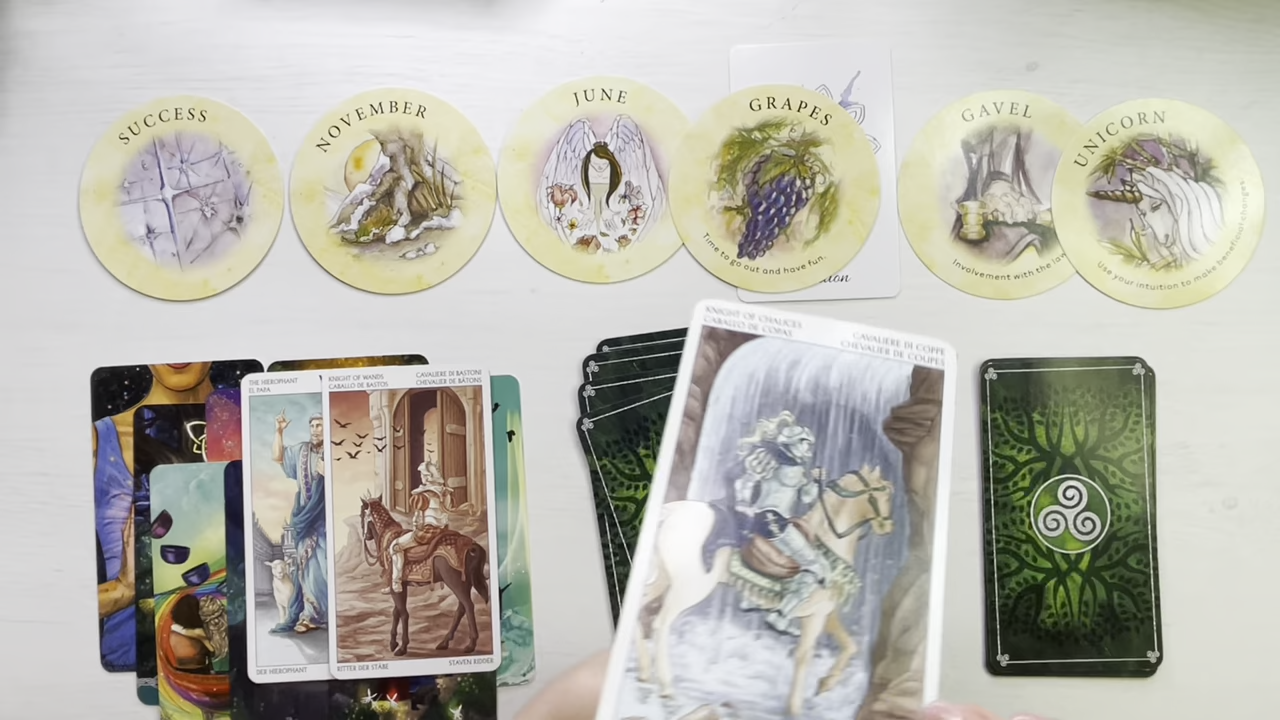 SUCCESS
NOVEMBER
JUNE
GRAPES
Time to go out and have fun.
GAVEL
Involvement with the law
UNICORN
Use your intuition to make beneficial changes
KNIGHT OF CHALICES
CABALLO DE COPAS
CAVALIERE DI COPPE
CHEVALIER DE COUPES
THE HIEROPHANT
EL PAPA
DER HIEROPHANT
KNIGHT OF WANDS
CABALLO DE BASTOS
CAVALIERE DI BASTONI
CHEVALIER DE BÂTONS
RITTER DER STÄBE
STAVEN RIDDER